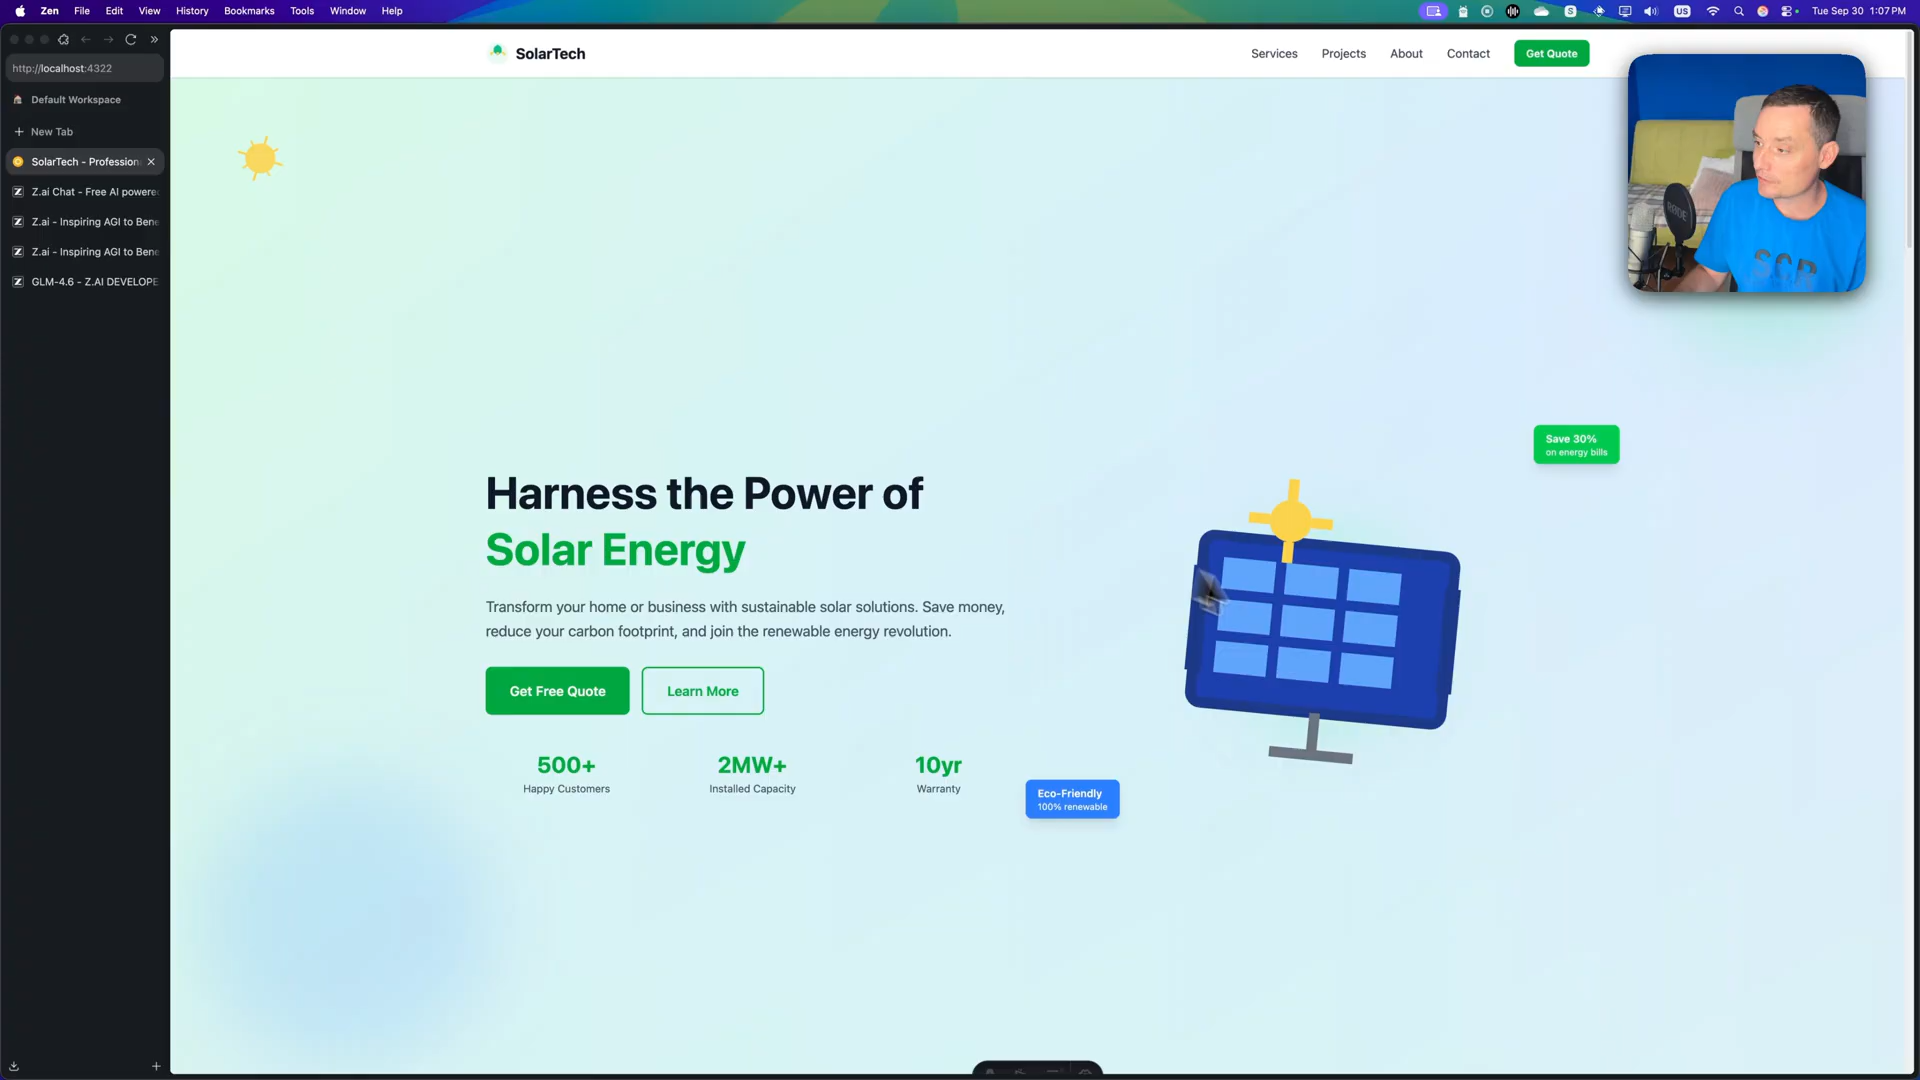 Zen File Edit View History Bookmarks Tools Window Help
S US Tue Sep 30 1:07 PM
http://localhost:4322
Default Workspace
New Tab
SolarTech - Profession
Z.ai Chat - Free AI powere
Z.ai - Inspiring AGI to Bene
Z.ai - Inspiring AGI to Bene
GLM-4.6 - Z.AI DEVELOPE
SolarTech
Services Projects About Contact Get Quote
RØDE
SCR
Save 30%
on energy bills
Harness the Power of
Solar Energy
Transform your home or business with sustainable solar solutions. Save money,
reduce your carbon footprint, and join the renewable energy revolution.
Get Free Quote Learn More
500+ 2MW+ 10yr
Happy Customers Installed Capacity Warranty
Eco-Friendly
100% renewable